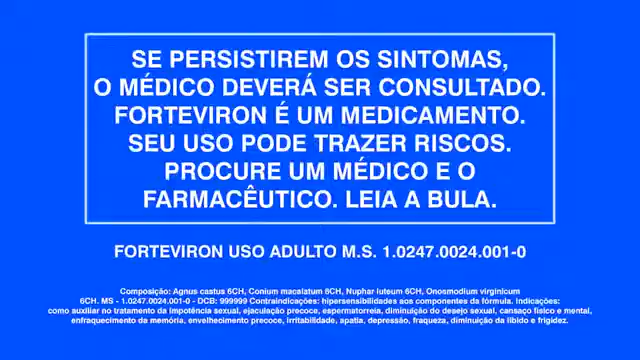 SE PERSISTIREM OS SINTOMAS,
O MÉDICO DEVERÁ SER CONSULTADO.
FORTEVIRON É UM MEDICAMENTO.
SEU USO PODE TRAZER RISCOS.
PROCURE UM MÉDICO E O
FARMACÊUTICO. LEIA A BULA.
FORTEVIRON USO ADULTO M.S. 1.0247.0024.001-0
Composição: Agnus castus 6CH, Conium macalatum 6CH, Nuphar luteum 6CH, Onosmodium virginicum
6CH. MS - 1.0247.0024.001-0 - DCB: 999999 Contraindicações: hipersensibilidades aos componentes da fórmula. Indicações:
como auxiliar no tratamento da impotência sexual, ejaculação precoce, espermatorreia, diminuição do desejo sexual, cansaço físico e mental,
enfraquecimento da memória, envelhecimento precoce, irritabilidade, apatia, depressão, fraqueza, diminuição da libido e frigidez.